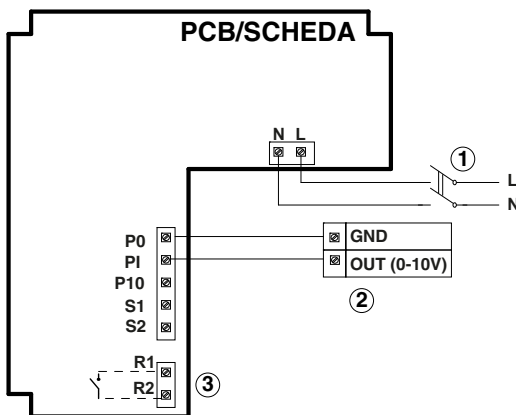 PCB/SCHEDA
N L
1
L
N
P0
PI
P10
S1
S2
GND
OUT (0-10V)
2
R1
R2
3